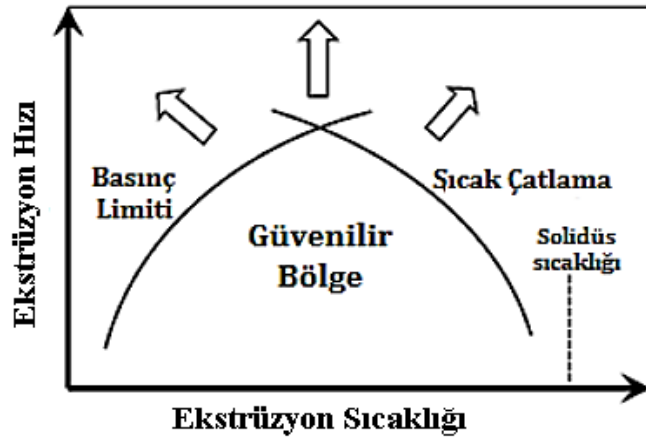 Ekstrüzyon Hızı
Basınç
Limiti
Sıcak Çatlama
Güvenilir
Bölge
Solidüs
sıcaklığı
Ekstrüzyon Sıcaklığı